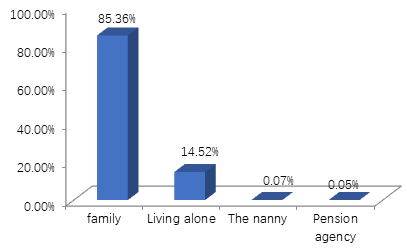 100.00%
80.00%
60.00%
40.00%
20.00%
0.00%
85.36%
14.52%
0.07%
0.05%
family
Living alone
The nanny
Pension
agency